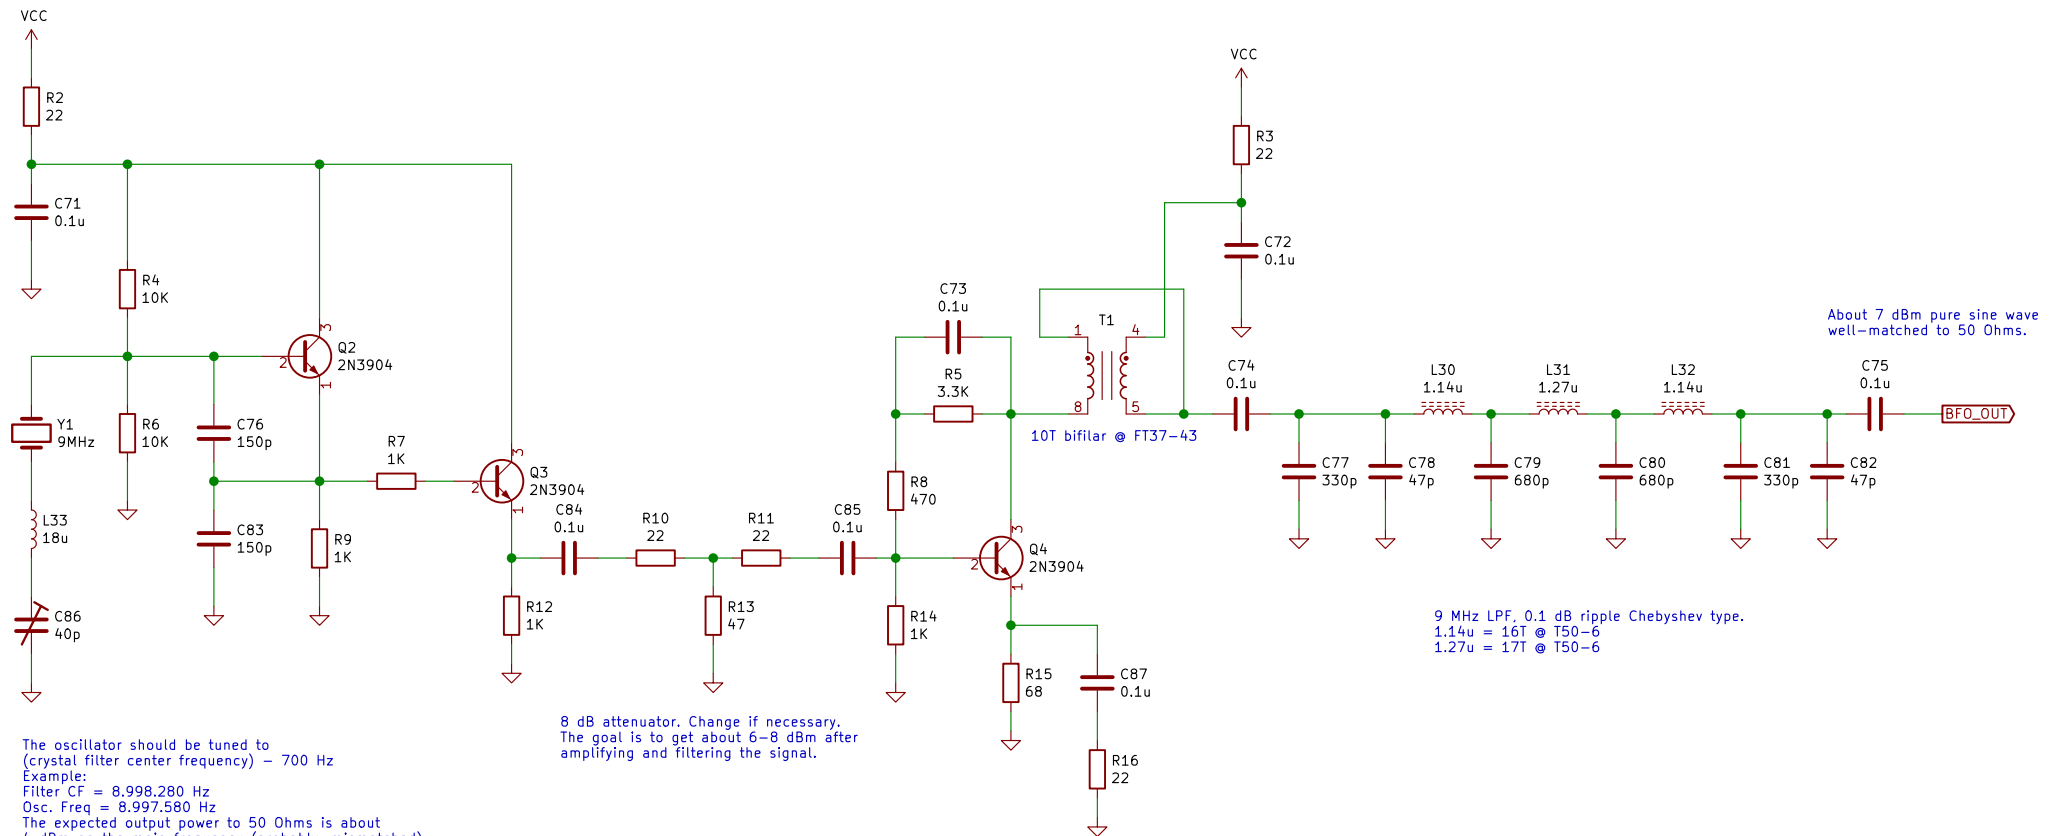 VCC
R2
22
C71
0.1u
R4
10K
Y1
9MHz
R6
10K
C76
150p
3
2
1
Q2
2N3904
L33
18u
C83
150p
R7
1K
R9
1K
C86
40p
3
2
1
Q3
2N3904
C84
0.1u
R10
22
R11
22
C85
0.1u
R12
1K
R13
47
R14
1K
R8
470
C73
0.1u
R5
3.3K
T1
1
4
8
5
10T bifilar @ FT37-43
3
2
1
Q4
2N3904
R15
68
C87
0.1u
R16
22
VCC
R3
22
C72
0.1u
C74
0.1u
C77
330p
C78
47p
L30
1.14u
C79
680p
L31
1.27u
C80
680p
L32
1.14u
C81
330p
C82
47p
C75
0.1u
BFO_OUT
About 7 dBm pure sine wave
well-matched to 50 Ohms.
9 MHz LPF, 0.1 dB ripple Chebyshev type.
1.14u = 16T @ T50-6
1.27u = 17T @ T50-6
8 dB attenuator. Change if necessary.
The goal is to get about 6-8 dBm after
amplifying and filtering the signal.
The oscillator should be tuned to
(crystal filter center frequency) - 700 Hz
Example:
Filter CF = 8.998.280 Hz
Osc. Freq = 8.997.580 Hz
The expected output power to 50 Ohms is about